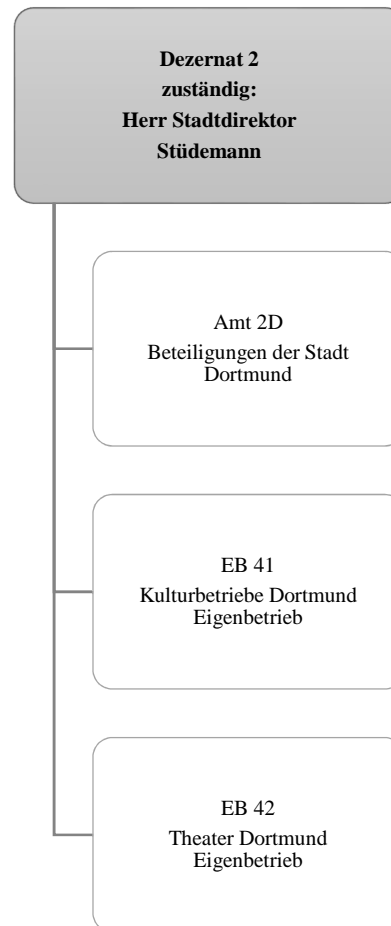 Dezernat 2
zuständig:
Herr Stadtdirektor
Stüdemann
Amt 2D
Beteiligungen der Stadt
Dortmund
EB 41
Kulturbetriebe Dortmund
Eigenbetrieb
EB 42
Theater Dortmund
Eigenbetrieb